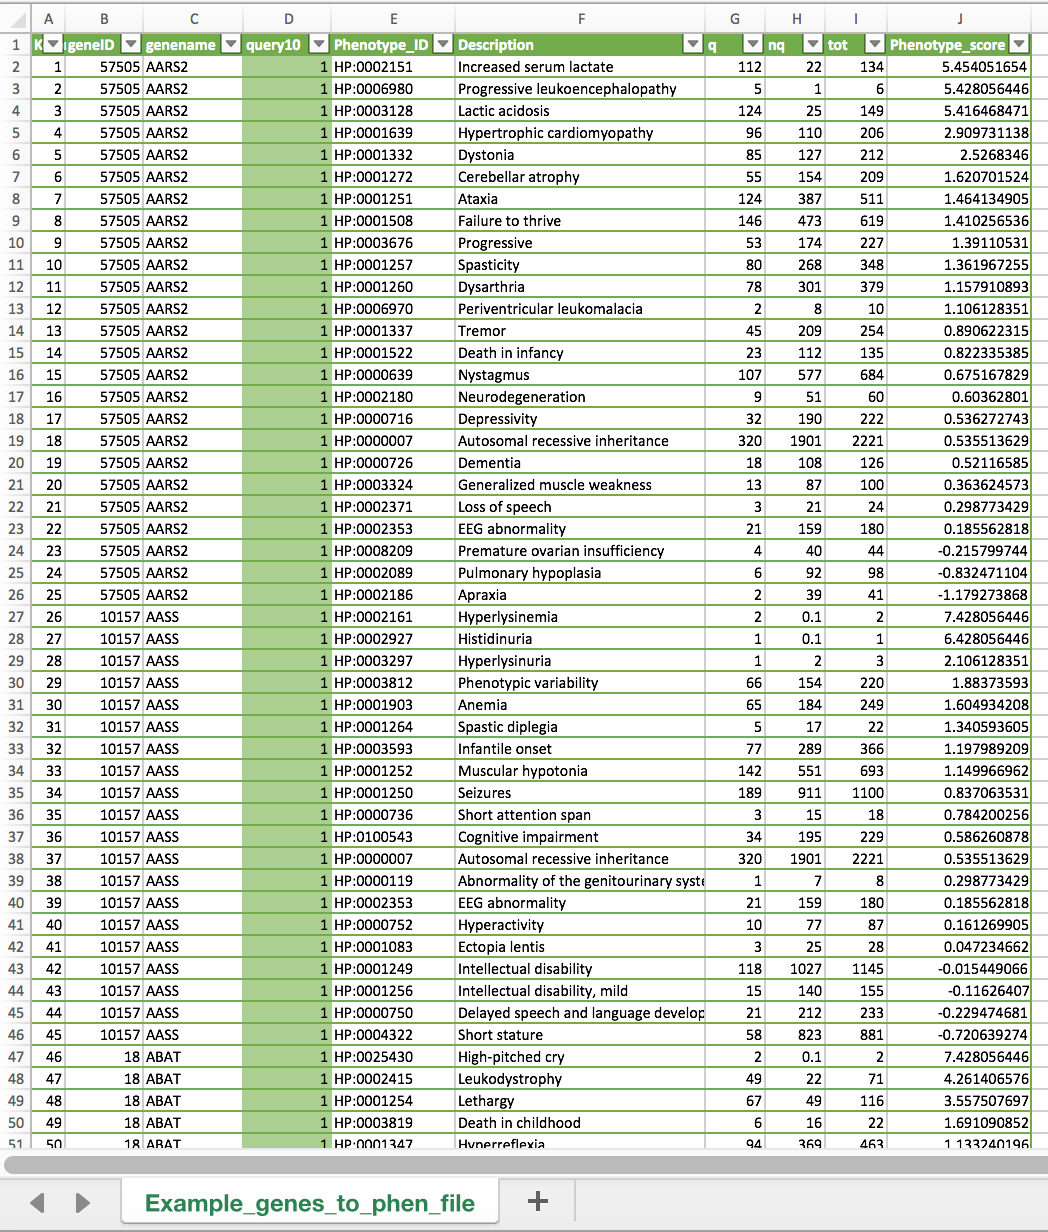 A B C D E F G H I J
1 K geneID genename query10 Phenotype_ID Description q nq tot Phenotype_score
2 1 57505 AARS2 1 HP:0002151 Increased serum lactate 112 22 134 5.454051654
3 2 57505 AARS2 1 HP:0006980 Progressive leukoencephalopathy 5 1 6 5.428056446
4 3 57505 AARS2 1 HP:0003128 Lactic acidosis 124 25 149 5.416468471
5 4 57505 AARS2 1 HP:0001639 Hypertrophic cardiomyopathy 96 110 206 2.909731138
6 5 57505 AARS2 1 HP:0001332 Dystonia 85 127 212 2.5268346
7 6 57505 AARS2 1 HP:0001272 Cerebellar atrophy 55 154 209 1.620701524
8 7 57505 AARS2 1 HP:0001251 Ataxia 124 387 511 1.464134905
9 8 57505 AARS2 1 HP:0001508 Failure to thrive 146 473 619 1.410256536
10 9 57505 AARS2 1 HP:0003676 Progressive 53 174 227 1.39110531
11 10 57505 AARS2 1 HP:0001257 Spasticity 80 268 348 1.361967255
12 11 57505 AARS2 1 HP:0001260 Dysarthria 78 301 379 1.157910893
13 12 57505 AARS2 1 HP:0006970 Periventricular leukomalacia 2 8 10 1.106128351
14 13 57505 AARS2 1 HP:0001337 Tremor 45 209 254 0.890622315
15 14 57505 AARS2 1 HP:0001522 Death in infancy 23 112 135 0.822335385
16 15 57505 AARS2 1 HP:0000639 Nystagmus 107 577 684 0.675167829
17 16 57505 AARS2 1 HP:0002180 Neurodegeneration 9 51 60 0.60362801
18 17 57505 AARS2 1 HP:0000716 Depressivity 32 190 222 0.536272743
19 18 57505 AARS2 1 HP:0000007 Autosomal recessive inheritance 320 1901 2221 0.535513629
20 19 57505 AARS2 1 HP:0000726 Dementia 18 108 126 0.52116585
21 20 57505 AARS2 1 HP:0003324 Generalized muscle weakness 13 87 100 0.363624573
22 21 57505 AARS2 1 HP:0002371 Loss of speech 3 21 24 0.298773429
23 22 57505 AARS2 1 HP:0002353 EEG abnormality 21 159 180 0.185562818
24 23 57505 AARS2 1 HP:0008209 Premature ovarian insufficiency 4 40 44 -0.215799744
25 24 57505 AARS2 1 HP:0002089 Pulmonary hypoplasia 6 92 98 -0.832471104
26 25 57505 AARS2 1 HP:0002186 Apraxia 2 39 41 -1.179273868
27 26 10157 AASS 1 HP:0002161 Hyperlysinemia 2 0.1 2 7.428056446
28 27 10157 AASS 1 HP:0002927 Histidinuria 1 0.1 1 6.428056446
29 28 10157 AASS 1 HP:0003297 Hyperlysinuria 1 2 3 2.106128351
30 29 10157 AASS 1 HP:0003812 Phenotypic variability 66 154 220 1.88373593
31 30 10157 AASS 1 HP:0001903 Anemia 65 184 249 1.604934208
32 31 10157 AASS 1 HP:0001264 Spastic diplegia 5 17 22 1.340593605
33 32 10157 AASS 1 HP:0003593 Infantile onset 77 289 366 1.197989209
34 33 10157 AASS 1 HP:0001252 Muscular hypotonia 142 551 693 1.149966962
35 34 10157 AASS 1 HP:0001250 Seizures 189 911 1100 0.837063531
36 35 10157 AASS 1 HP:0000736 Short attention span 3 15 18 0.784200256
37 36 10157 AASS 1 HP:0100543 Cognitive impairment 34 195 229 0.586260878
38 37 10157 AASS 1 HP:0000007 Autosomal recessive inheritance 320 1901 2221 0.535513629
39 38 10157 AASS 1 HP:0000119 Abnormality of the genitourinary syste 1 7 8 0.298773429
40 39 10157 AASS 1 HP:0002353 EEG abnormality 21 159 180 0.185562818
41 40 10157 AASS 1 HP:0000752 Hyperactivity 10 77 87 0.161269905
42 41 10157 AASS 1 HP:0001083 Ectopia lentis 3 25 28 0.047234662
43 42 10157 AASS 1 HP:0001249 Intellectual disability 118 1027 1145 -0.015449066
44 43 10157 AASS 1 HP:0001256 Intellectual disability, mild 15 140 155 -0.11626407
45 44 10157 AASS 1 HP:0000750 Delayed speech and language develop 21 212 233 -0.229474681
46 45 10157 AASS 1 HP:0004322 Short stature 58 823 881 -0.720639274
47 46 18 ABAT 1 HP:0025430 High-pitched cry 2 0.1 2 7.428056446
48 47 18 ABAT 1 HP:0002415 Leukodystrophy 49 22 71 4.261406576
49 48 18 ABAT 1 HP:0001254 Lethargy 67 49 116 3.557507697
50 49 18 ABAT 1 HP:0003819 Death in childhood 6 16 22 1.691090852
51 50 18 ABAT 1 HP:0001347 Hyperreflexia 94 369 463 1.133240196
Example_genes_to_phen_file +